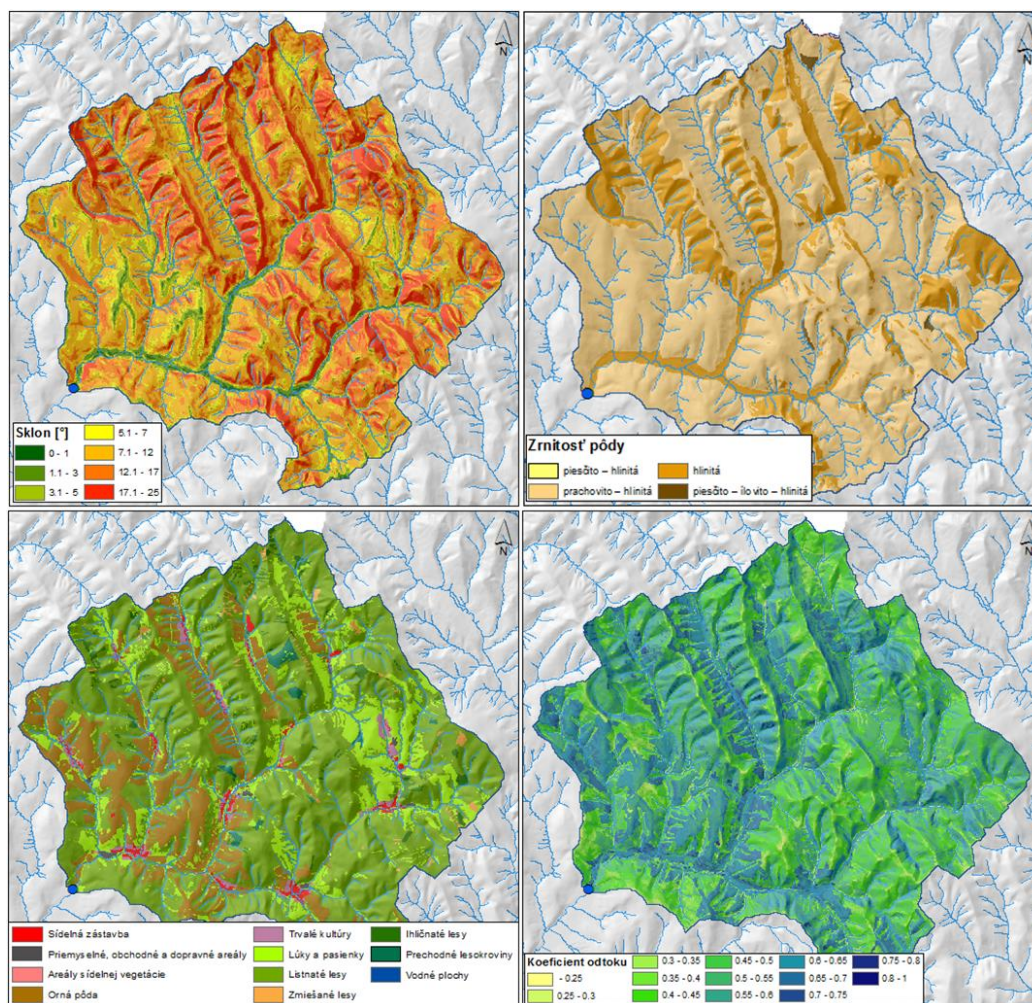 N
Sklon [°]
0 - 1
1.1 - 3
3.1 - 5
5.1 - 7
7.1 - 12
12.1 - 17
17.1 - 25
N
Zrnitosť pôdy
piesčito – hlinitá
prachovito – hlinitá
hlinitá
piesčito – ílovito – hlinitá
N
Sídelná zástavba
Priemyselné, obchodné a dopravné areály
Areály sídelnej vegetácie
Orná pôda
Trvalé kultúry
Lúky a pasienky
Listnaté lesy
Zmiešané lesy
Ihličnaté lesy
Prechodné lesokroviny
Vodné plochy
N
Koeficient odtoku
- 0.25
0.25 - 0.3
0.3 - 0.35
0.35 - 0.4
0.4 - 0.45
0.45 - 0.5
0.5 - 0.55
0.55 - 0.6
0.6 - 0.65
0.65 - 0.7
0.7 - 0.75
0.75 - 0.8
0.8 - 1